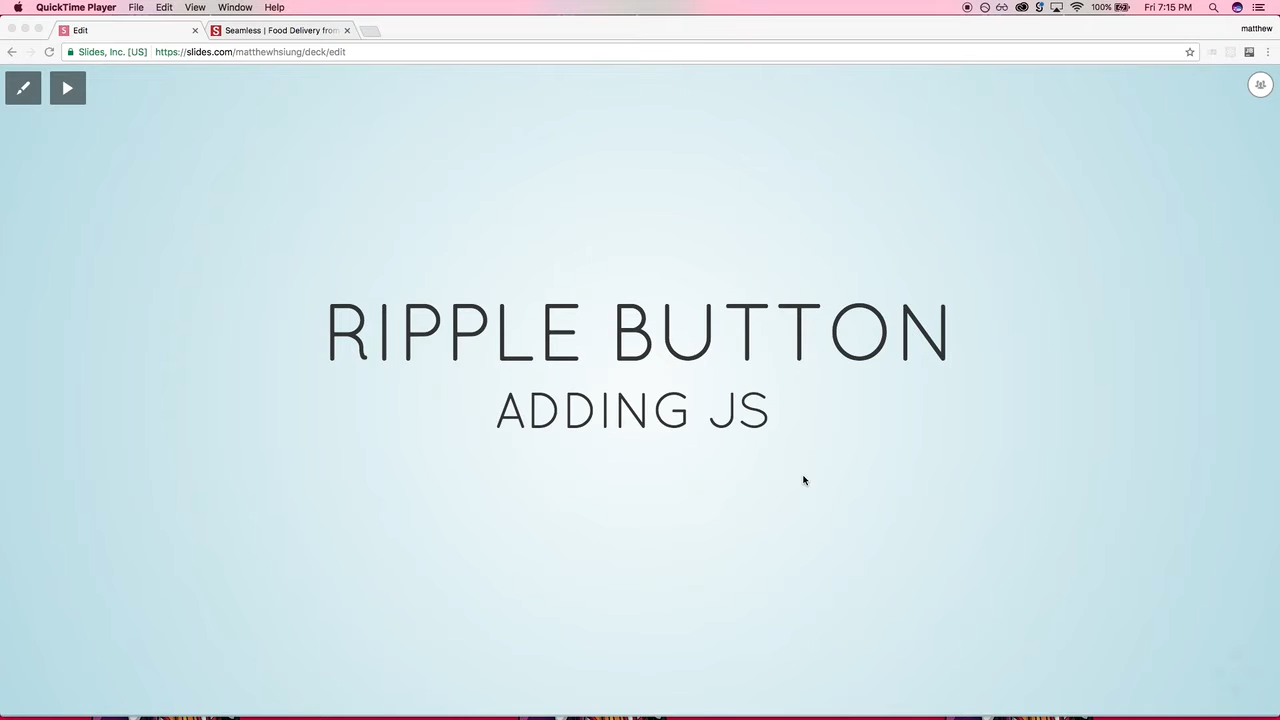 QuickTime Player File Edit View Window Help 100% Fri 7:15 PM
Edit Seamless | Food Delivery from matthew
Slides, Inc. [US] https://slides.com/matthewhsiung/deck/edit
RIPPLE BUTTON
ADDING JS